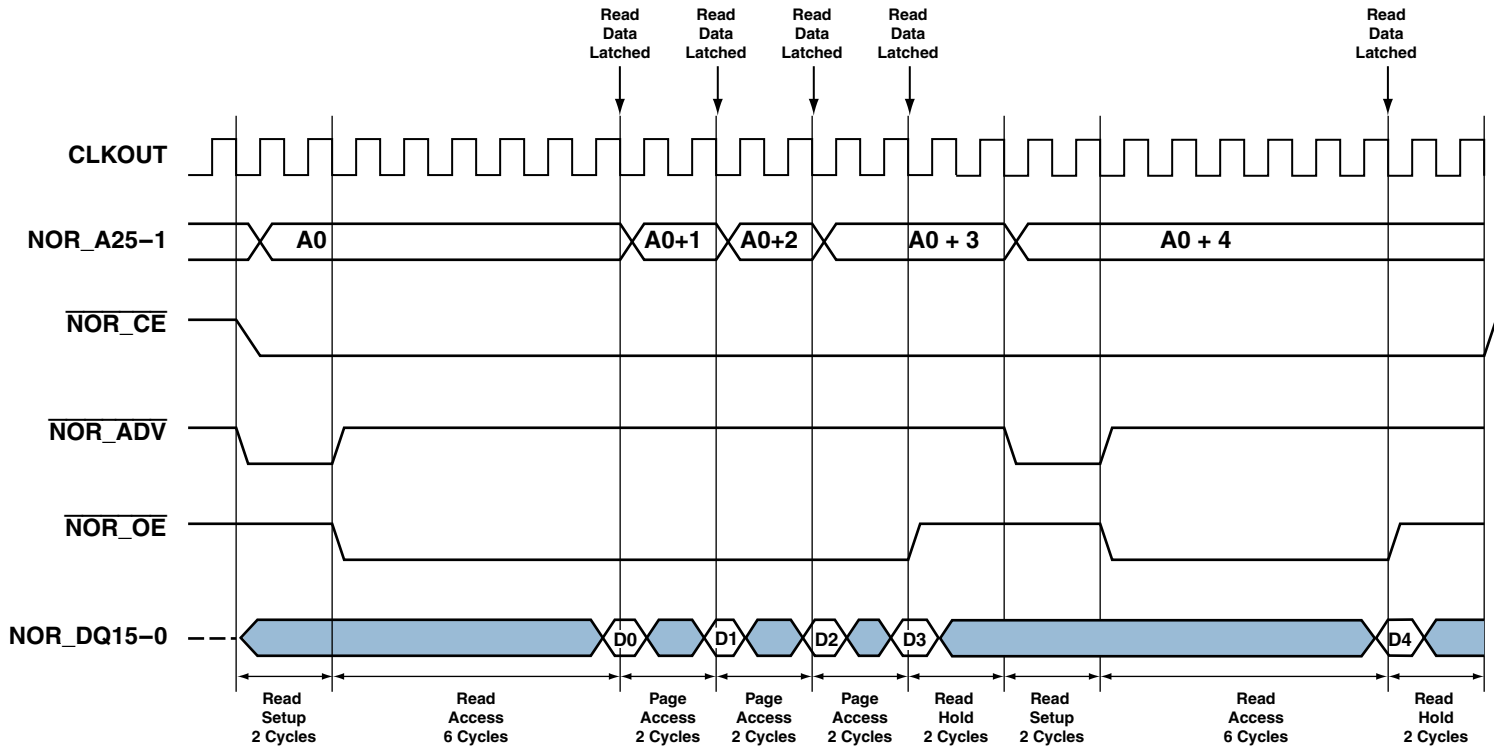 Read
Data
Latched
Read
Data
Latched
Read
Data
Latched
Read
Data
Latched
Read
Data
Latched
CLKOUT
NOR_A25−1
A0
A0+1
A0+2
A0 + 3
A0 + 4
NOR_CE
NOR_ADV
NOR_OE
NOR_DQ15−0
D0
D1
D2
D3
D4
Read
Setup
2 Cycles
Read
Access
6 Cycles
Page
Access
2 Cycles
Page
Access
2 Cycles
Page
Access
2 Cycles
Read
Hold
2 Cycles
Read
Setup
2 Cycles
Read
Access
6 Cycles
Read
Hold
2 Cycles